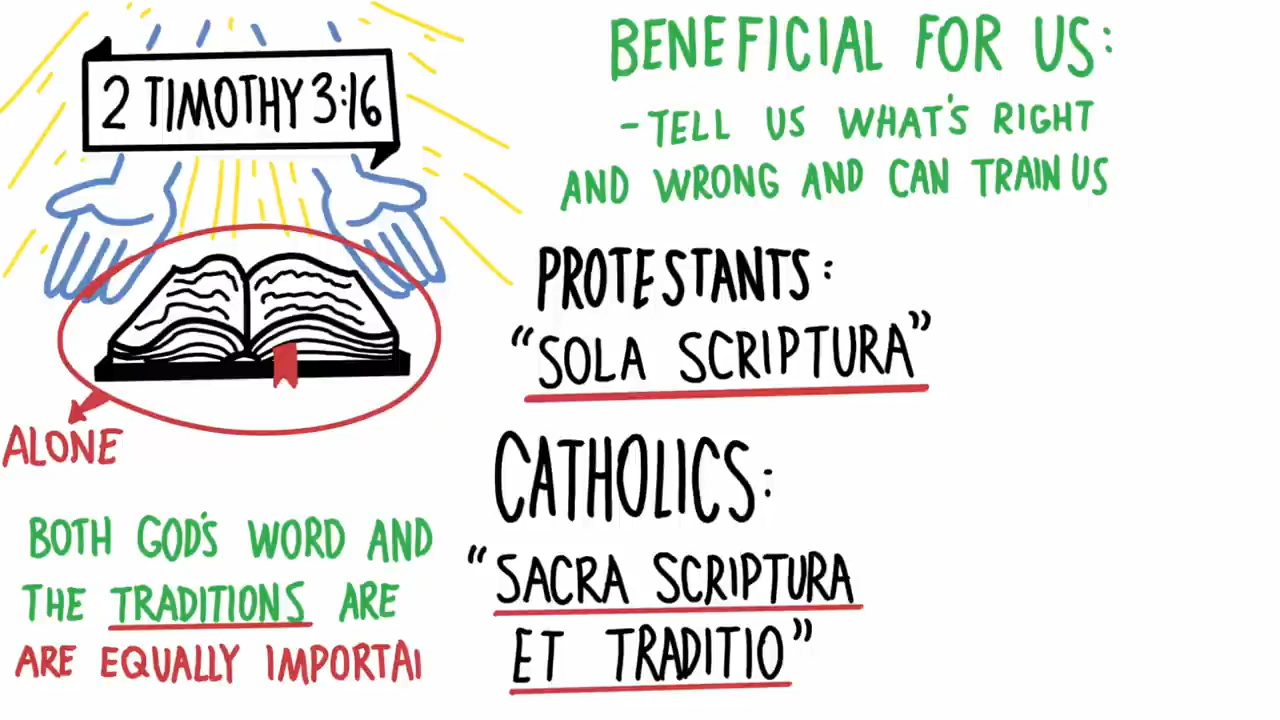 2 TIMOTHY 3:16
BENEFICIAL FOR US:
-TELL US WHAT'S RIGHT
AND WRONG AND CAN TRAIN US
PROTESTANTS:
"SOLA SCRIPTURA"
ALONE
CATHOLICS:
"SACRA SCRIPTURA
ET TRADITIO"
BOTH GOD'S WORD AND
THE TRADITIONS ARE
ARE EQUALLY IMPORTAI